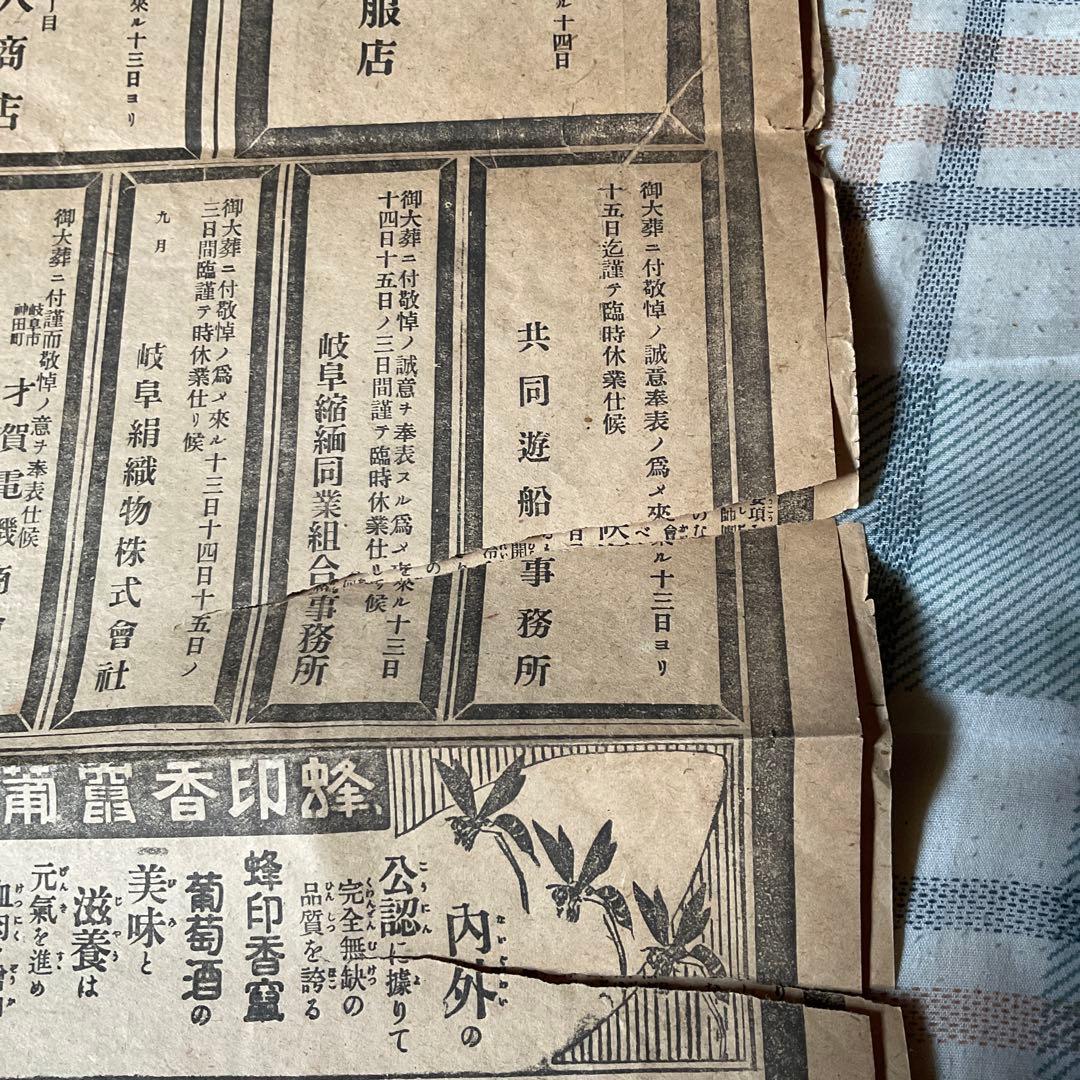 ル十四日
服店
來ル十三日ヨリ
商店
御大葬ニ付敬悼ノ誠意奉表ノ爲メ來ル十三日ヨリ
十五日迄謹テ臨時休業仕候
共同遊船事務所
御大葬ニ付敬悼ノ誠意ヲ奉表スル爲メ來ル十三日
十四日十五日ノ三日間謹テ臨時休業仕リ候
岐阜縮緬同業組合事務所
御大葬ニ付敬悼ノ爲メ來ル十三日十四日十五日ノ
三日間臨謹テ時休業仕リ候
九月
岐阜絹織物株式會社
御大葬ニ付謹而敬悼ノ意ヲ奉表仕候
岐阜市
神田町
才賀電機商
蜂印香竄葡
内外の
公認に據りて
完全無缺の
品質を誇る
蜂印香竄
葡萄酒の
美味と
滋養は
元氣を進め
血肉